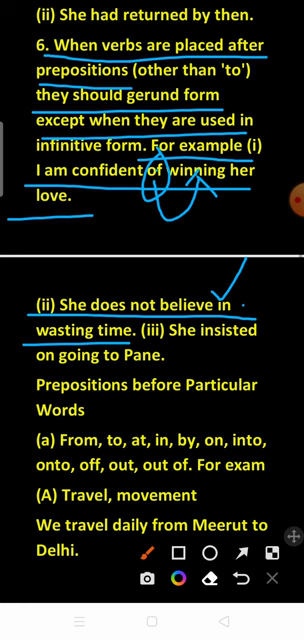 (ii) She had returned by then.
6. When verbs are placed after
prepositions (other than 'to')
they should gerund form
except when they are used in
infinitive form. For example (i)
I am confident of winning her
love.
(ii) She does not believe in
wasting time. (iii) She insisted
on going to Pane.
Prepositions before Particular
Words
(a) From, to, at, in, by, on, into,
onto, off, out, out of. For exam
(A) Travel, movement
We travel daily from Meerut to
Delhi.